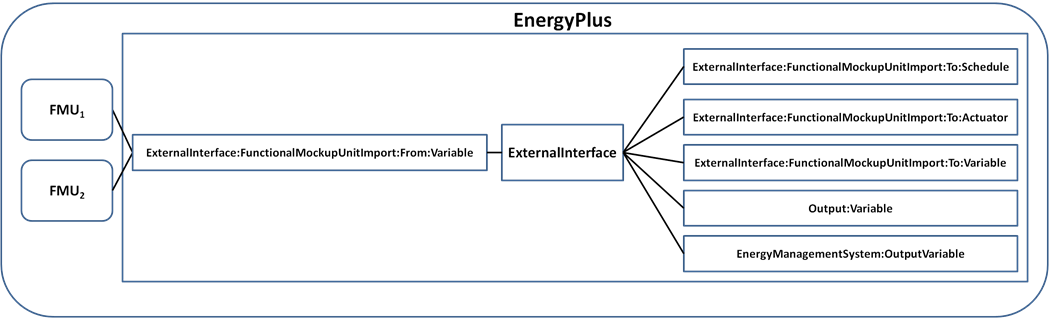 EnergyPlus
FMU1
FMU2
ExternalInterface:FunctionalMockupUnitImport:From:Variable
ExternalInterface
ExternalInterface:FunctionalMockupUnitImport:To:Schedule
ExternalInterface:FunctionalMockupUnitImport:To:Actuator
ExternalInterface:FunctionalMockupUnitImport:To:Variable
Output:Variable
EnergyManagementSystem:OutputVariable